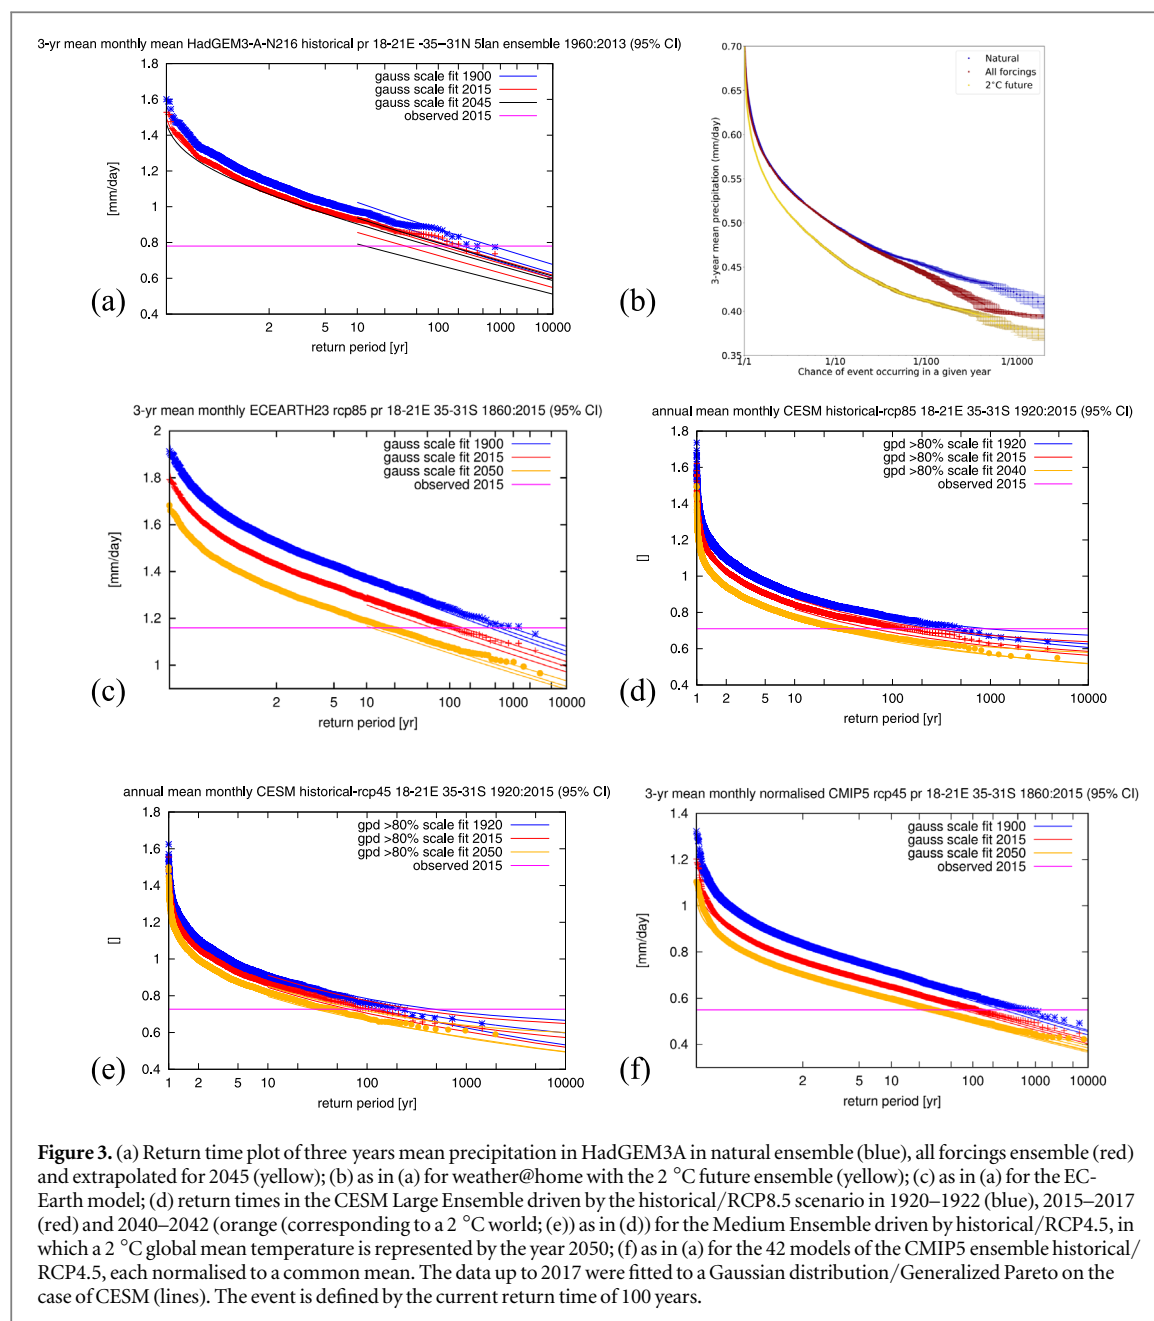 3-yr mean monthly mean HadGEM3-A-N216 historical pr 18-21E -35--31N 5lan ensemble 1960:2013 (95% CI)
1.8
1.6
1.4
1.2
1
0.8
0.6
0.4
[mm/day]
gauss scale fit 1900
gauss scale fit 2015
gauss scale fit 2045
observed 2015
2
5
10
100
1000
10000
return period [yr]
(a)
0.70
0.65
0.60
0.55
0.50
0.45
0.40
0.35
3-year mean precipitation (mm/day)
Natural
All forcings
2°C future
1/1
1/10
1/100
1/1000
Chance of event occurring in a given year
(b)
3-yr mean monthly ECEARTH23 rcp85 pr 18-21E 35-31S 1860:2015 (95% CI)
2
1.8
1.6
1.4
1.2
1
[mm/day]
gauss scale fit 1900
gauss scale fit 2015
gauss scale fit 2050
observed 2015
2
5
10
100
1000
10000
return period [yr]
(c)
annual mean monthly CESM historical-rcp85 18-21E 35-31S 1920:2015 (95% CI)
1.8
1.6
1.4
1.2
1
0.8
0.6
0.4
[]
gpd >80% scale fit 1920
gpd >80% scale fit 2015
gpd >80% scale fit 2040
observed 2015
1
2
5
10
100
1000
10000
return period [yr]
(d)
annual mean monthly CESM historical-rcp45 18-21E 35-31S 1920:2015 (95% CI)
1.8
1.6
1.4
1.2
1
0.8
0.6
0.4
[]
gpd >80% scale fit 1920
gpd >80% scale fit 2015
gpd >80% scale fit 2050
observed 2015
1
2
5
10
100
1000
10000
return period [yr]
(e)
3-yr mean monthly normalised CMIP5 rcp45 pr 18-21E 35-31S 1860:2015 (95% CI)
1.4
1.2
1
0.8
0.6
0.4
[mm/day]
gauss scale fit 1900
gauss scale fit 2015
gauss scale fit 2050
observed 2015
2
5
10
100
1000
10000
return period [yr]
(f)
Figure 3. (a) Return time plot of three years mean precipitation in HadGEM3A in natural ensemble (blue), all forcings ensemble (red)
and extrapolated for 2045 (yellow); (b) as in (a) for weather@home with the 2 °C future ensemble (yellow); (c) as in (a) for the EC-
Earth model; (d) return times in the CESM Large Ensemble driven by the historical/RCP8.5 scenario in 1920–1922 (blue), 2015–2017
(red) and 2040–2042 (orange (corresponding to a 2 °C world; (e)) as in (d)) for the Medium Ensemble driven by historical/RCP4.5, in
which a 2 °C global mean temperature is represented by the year 2050; (f) as in (a) for the 42 models of the CMIP5 ensemble historical/
RCP4.5, each normalised to a common mean. The data up to 2017 were fitted to a Gaussian distribution/Generalized Pareto on the
case of CESM (lines). The event is defined by the current return time of 100 years.